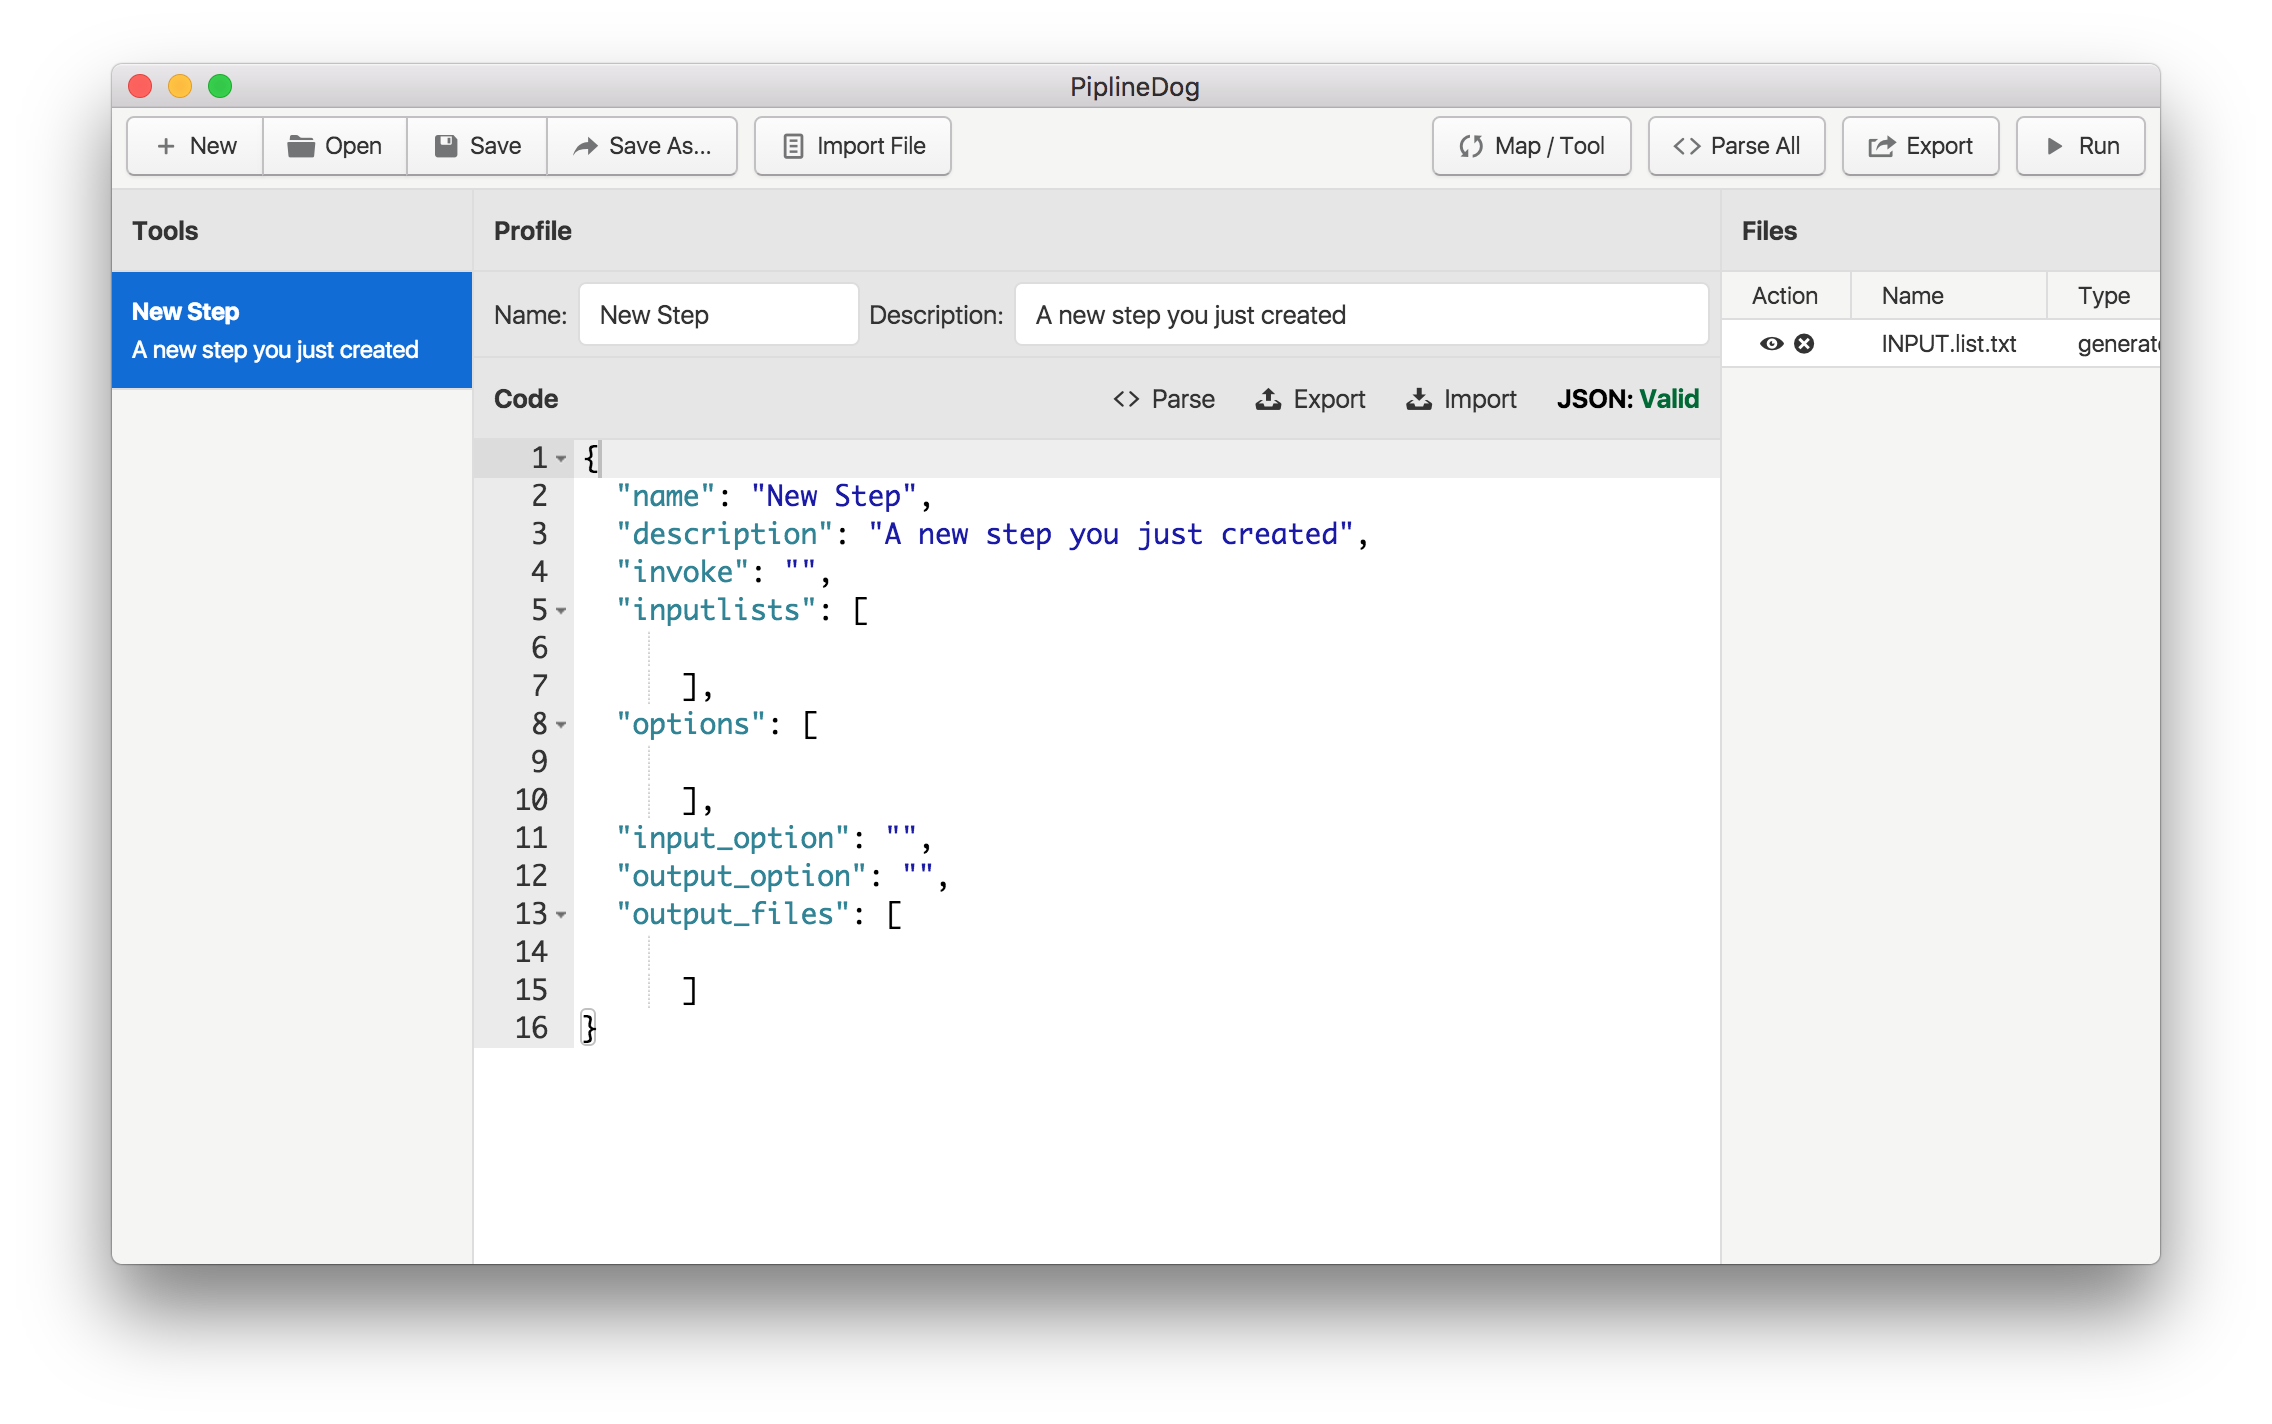 PiplineDog
New Open Save Save As... Import File Map / Tool <> Parse All Export Run
Tools
New Step
A new step you just created
Profile
Name: New Step Description: A new step you just created
Code <> Parse Export Import JSON: Valid
1 {
2 "name": "New Step",
3 "description": "A new step you just created",
4 "invoke": "",
5 "inputlists": [
6
7 ],
8 "options": [
9
10 ],
11 "input_option": "",
12 "output_option": "",
13 "output_files": [
14
15 ]
16 }
Files
Action Name Type
INPUT.list.txt generat